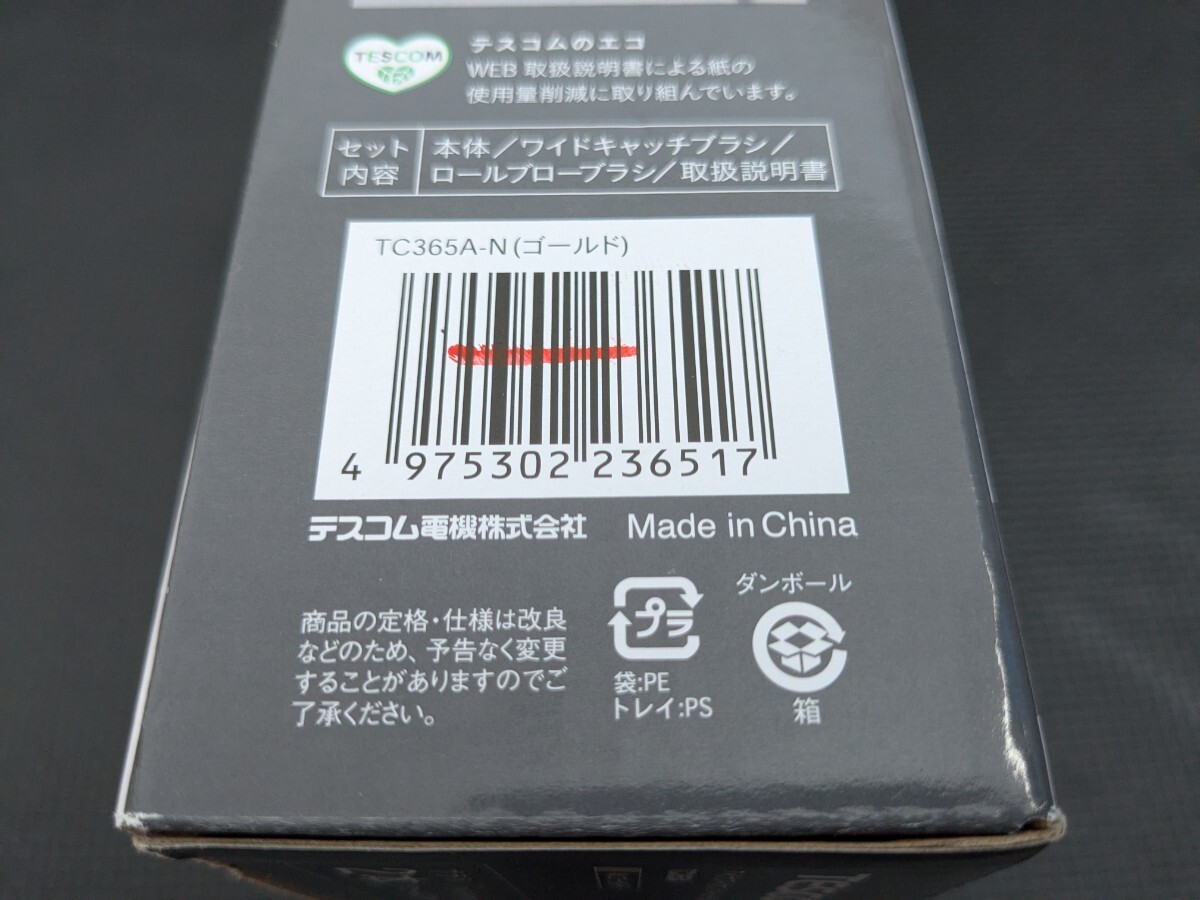 TESCOM
テスコムのエコ
WEB 取扱説明書による紙の
使用量削減に取り組んでいます。
セット
内容
本体／ワイドキャッチブラシ／
ロールブローブラシ／取扱説明書
TC365A-N(ゴールド)
4 975302 236517
テスコム電機株式会社 Made in China
商品の定格・仕様は改良
などのため、予告なく変更
することがありますのでご
了承ください。
プラ
袋:PE
トレイ:PS
ダンボール
箱